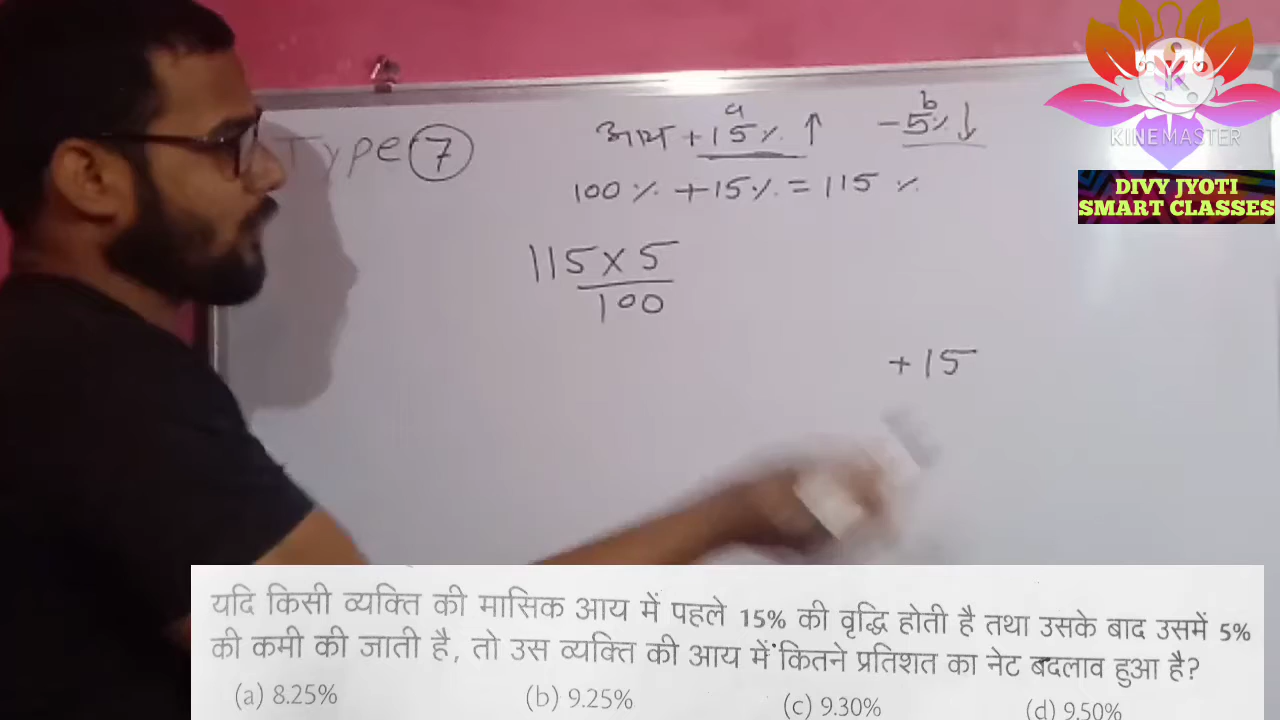 Type 7
a b
आय + 15% ↑ - 5% ↓
100% + 15% = 115 %
115 × 5
100
+ 15
KINEMASTER
DIVY JYOTI
SMART CLASSES
यदि किसी व्यक्ति की मासिक आय में पहले 15% की वृद्धि होती है तथा उसके बाद उसमें 5%
की कमी की जाती है, तो उस व्यक्ति की आय में कितने प्रतिशत का नेट बदलाव हुआ है?
(a) 8.25% (b) 9.25% (c) 9.30% (d) 9.50%